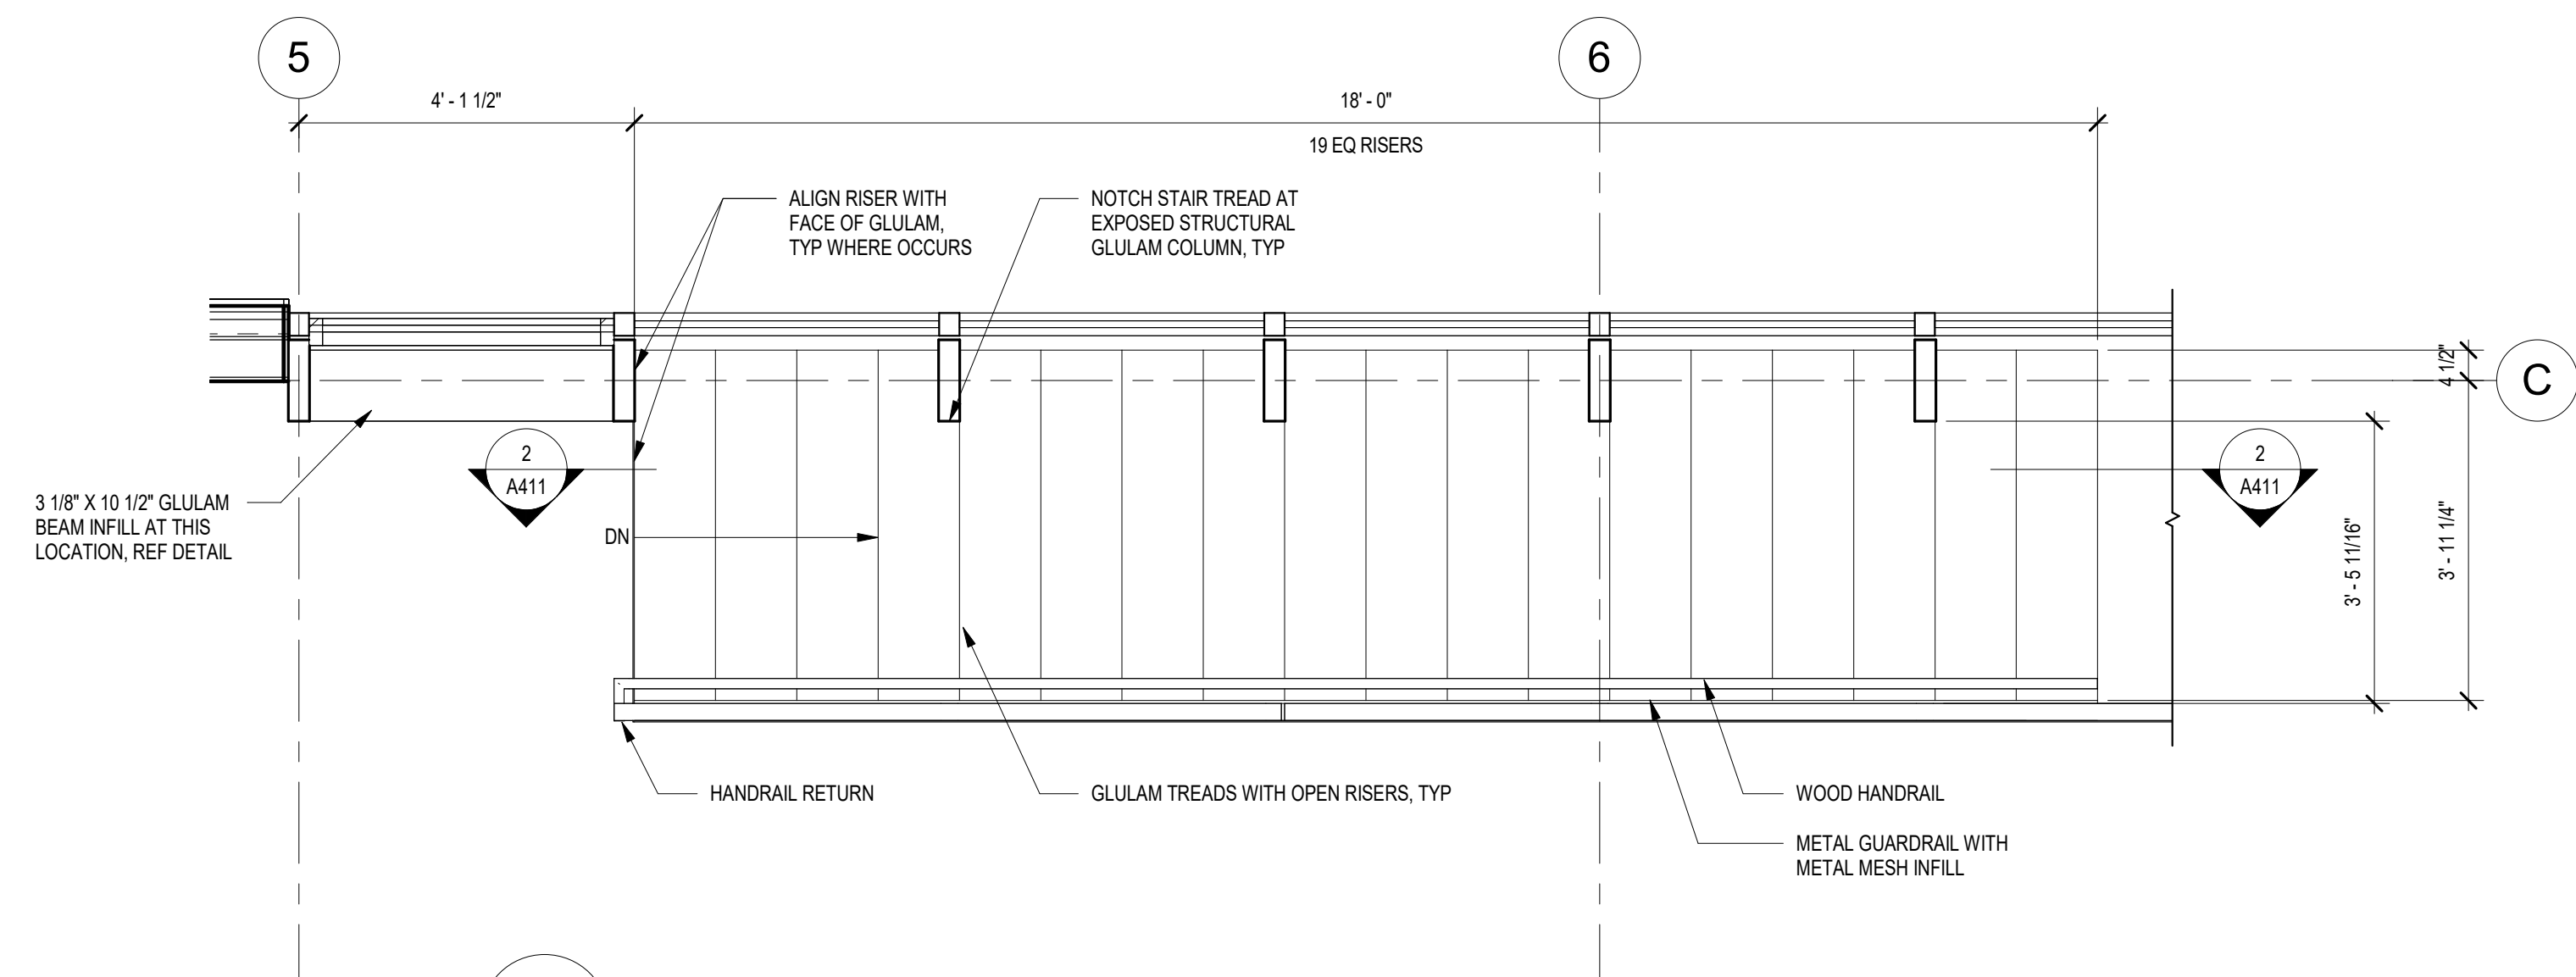 5
6
4' - 1 1/2"
18' - 0"
19 EQ RISERS
ALIGN RISER WITH
FACE OF GLULAM,
TYP WHERE OCCURS
NOTCH STAIR TREAD AT
EXPOSED STRUCTURAL
GLULAM COLUMN, TYP
4 1/2"
C
3 1/8" X 10 1/2" GLULAM
BEAM INFILL AT THIS
LOCATION, REF DETAIL
2
A411
DN
2
A411
3' - 5 11/16"
3' - 11 1/4"
HANDRAIL RETURN
GLULAM TREADS WITH OPEN RISERS, TYP
WOOD HANDRAIL
METAL GUARDRAIL WITH
METAL MESH INFILL